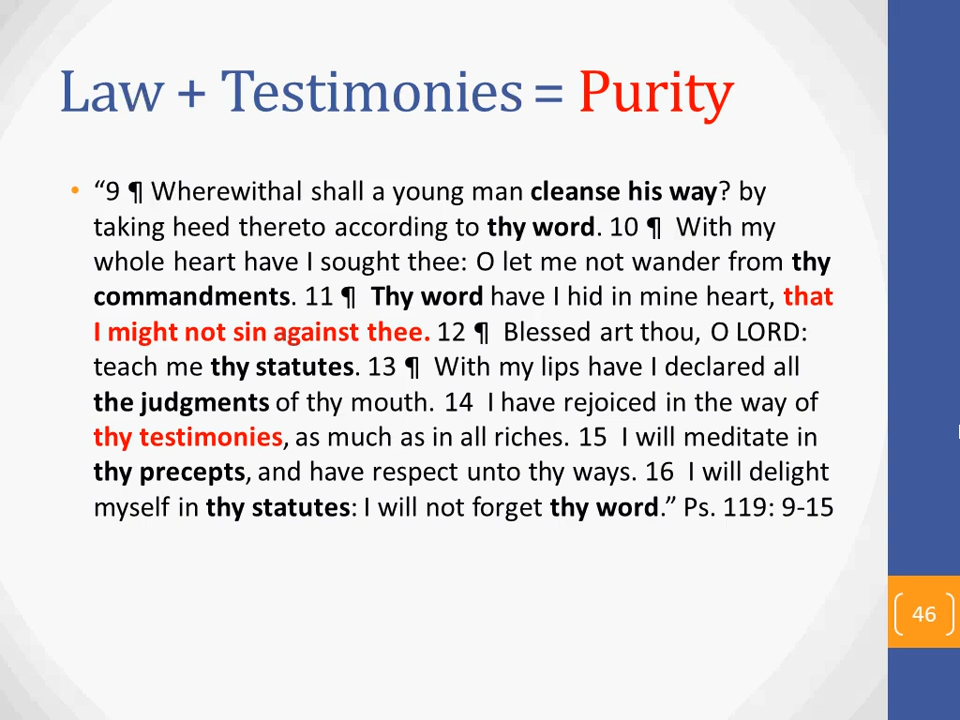 Law + Testimonies = Purity
• “9 ¶ Wherewithal shall a young man cleanse his way? by
taking heed thereto according to thy word. 10 ¶ With my
whole heart have I sought thee: O let me not wander from thy
commandments. 11 ¶ Thy word have I hid in mine heart, that
I might not sin against thee. 12 ¶ Blessed art thou, O LORD:
teach me thy statutes. 13 ¶ With my lips have I declared all
the judgments of thy mouth. 14 I have rejoiced in the way of
thy testimonies, as much as in all riches. 15 I will meditate in
thy precepts, and have respect unto thy ways. 16 I will delight
myself in thy statutes: I will not forget thy word.” Ps. 119: 9-15
46